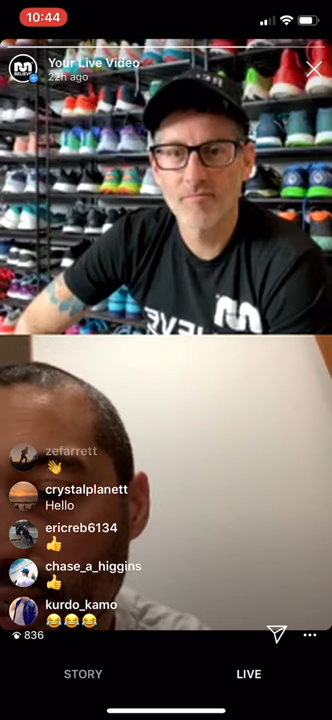 10:44
Your Live Video
22h ago
BELIEVE
zefarrett
👋
crystalplanett
Hello
ericreb6134
👍
chase_a_higgins
👍
kurdo_kamo
😂😂😂
836
STORY
LIVE